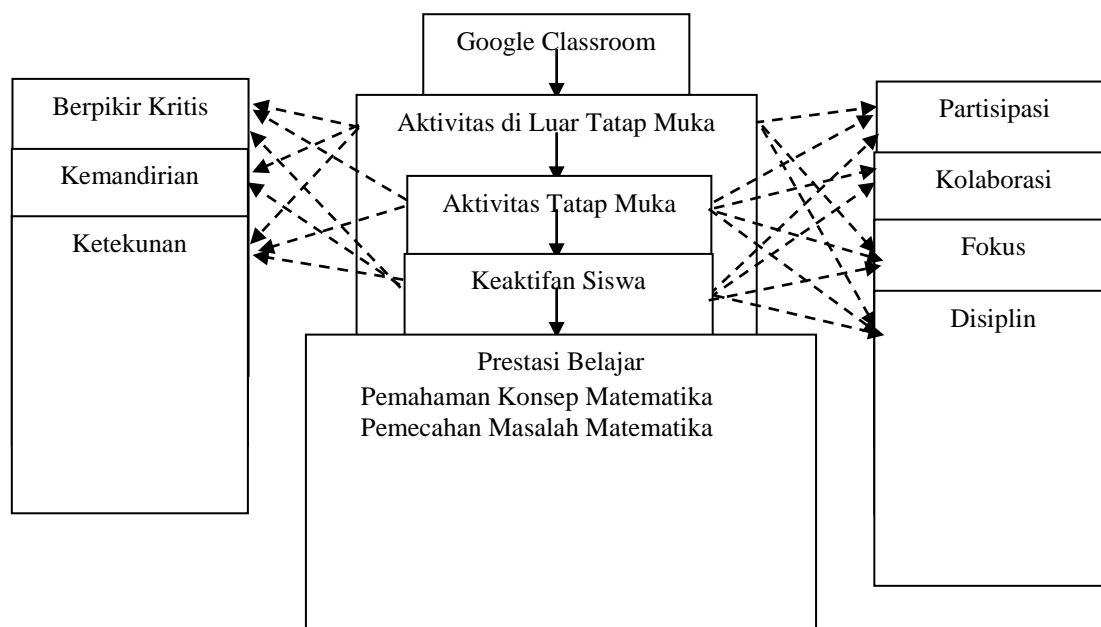 Google Classroom
Berpikir Kritis
Kemandirian
Ketekunan
Aktivitas di Luar Tatap Muka
Aktivitas Tatap Muka
Keaktifan Siswa
Prestasi Belajar
Pemahaman Konsep Matematika
Pemecahan Masalah Matematika
Partisipasi
Kolaborasi
Fokus
Disiplin